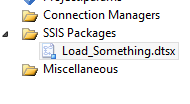 Connection Managers
SSIS Packages
Load_Something.dtsx
Miscellaneous